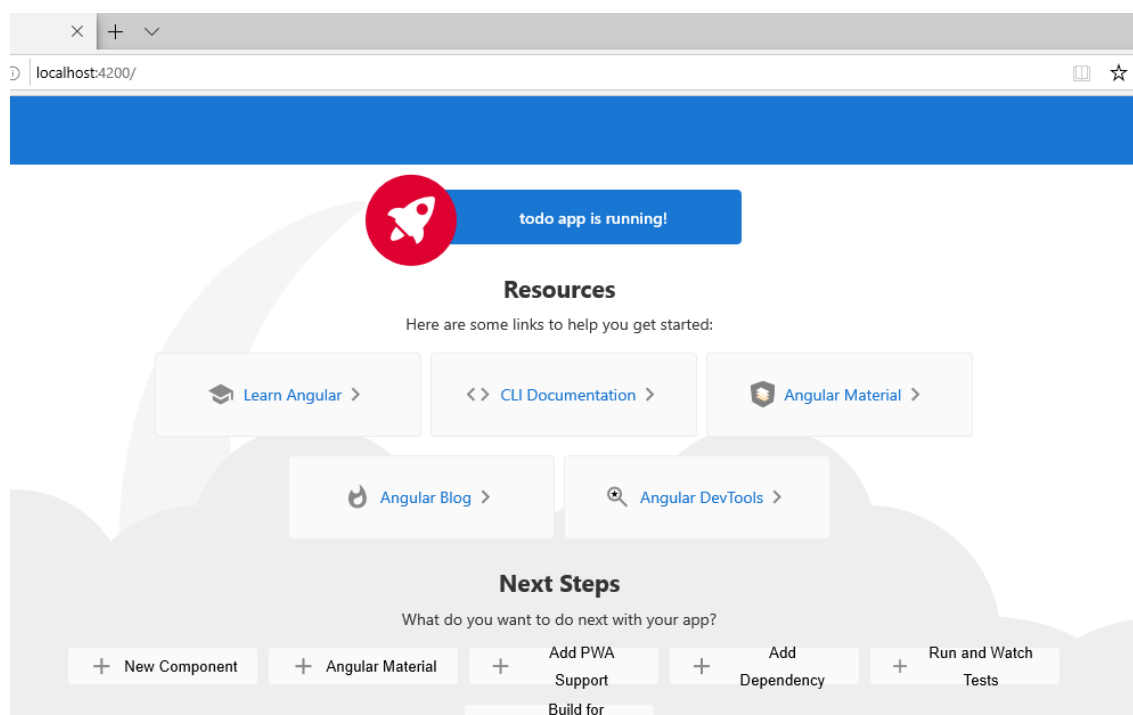 localhost:4200/
todo app is running!
Resources
Here are some links to help you get started:
Learn Angular
CLI Documentation
Angular Material
Angular Blog
Angular DevTools
Next Steps
What do you want to do next with your app?
New Component
Angular Material
Add PWA
Support
Add
Dependency
Run and Watch
Tests
Build for